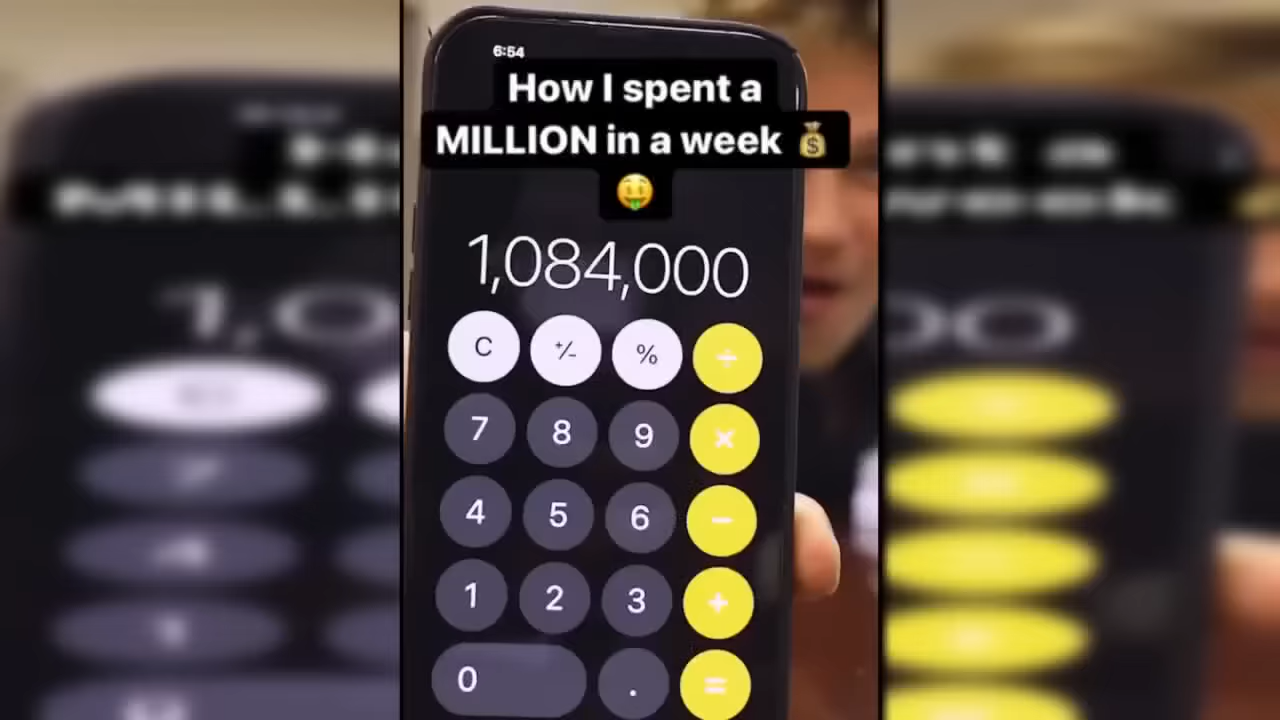 6:54
How I spent a
MILLION in a week 💰
🤑
1,084,000
C +/- % ÷
7 8 9 ×
4 5 6 −
1 2 3 +
0 . =